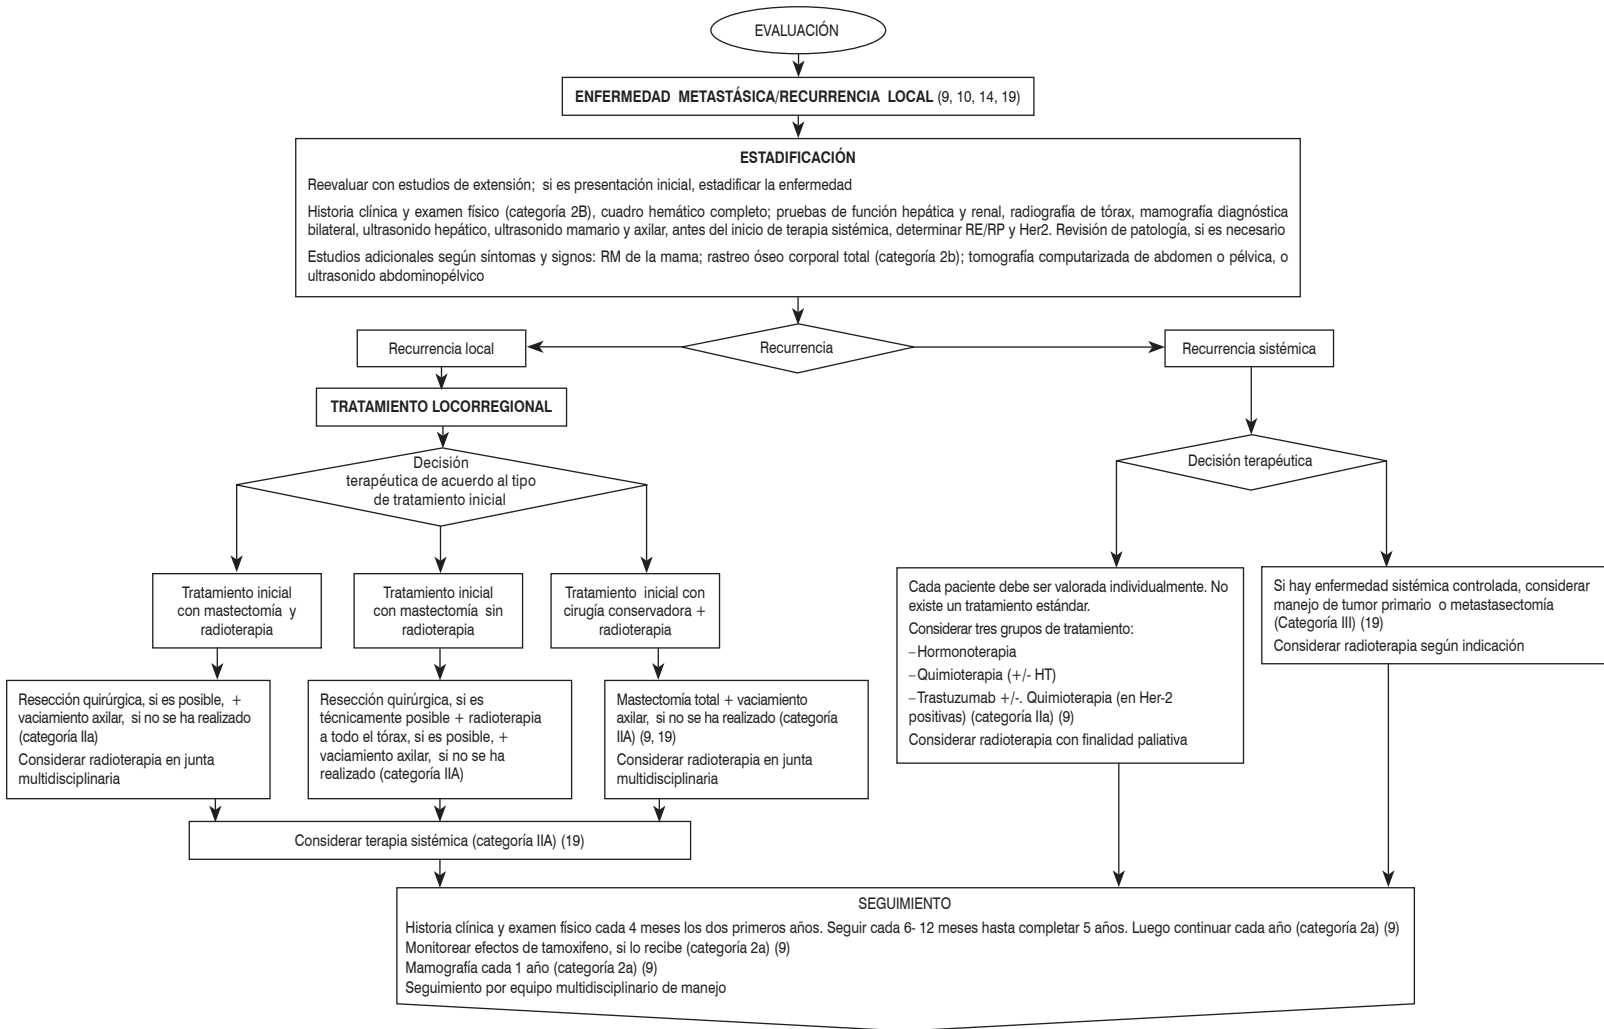 EVALUACIÓN
ENFERMEDAD METASTÁSICA/RECURRENCIA LOCAL (9, 10, 14, 19)
ESTADIFICACIÓN
Reevaluar con estudios de extensión; si es presentación inicial, estadificar la enfermedad
Historia clínica y examen físico (categoría 2B), cuadro hemático completo; pruebas de función hepática y renal, radiografía de tórax, mamografía diagnóstica
bilateral, ultrasonido hepático, ultrasonido mamario y axilar, antes del inicio de terapia sistémica, determinar RE/RP y Her2. Revisión de patología, si es necesario
Estudios adicionales según síntomas y signos: RM de la mama; rastreo óseo corporal total (categoría 2b); tomografía computarizada de abdomen o pélvica, o
ultrasonido abdominopélvico
Recurrencia local
Recurrencia
Recurrencia sistémica
TRATAMIENTO LOCORREGIONAL
Decisión
terapéutica de acuerdo al tipo
de tratamiento inicial
Decisión terapéutica
Tratamiento inicial
con mastectomía y
radioterapia
Tratamiento inicial
con mastectomía sin
radioterapia
Tratamiento inicial con
cirugía conservadora +
radioterapia
Cada paciente debe ser valorada individualmente. No
existe un tratamiento estándar.
Considerar tres grupos de tratamiento:
–Hormonoterapia
–Quimioterapia (+/- HT)
–Trastuzumab +/-. Quimioterapia (en Her-2
positivas) (categoría IIa) (9)
Considerar radioterapia con finalidad paliativa
Si hay enfermedad sistémica controlada, considerar
manejo de tumor primario o metastasectomía
(Categoría III) (19)
Considerar radioterapia según indicación
Resección quirúrgica, si es posible, +
vaciamiento axilar, si no se ha realizado
(categoría IIa)
Considerar radioterapia en junta
multidisciplinaria
Resección quirúrgica, si es
técnicamente posible + radioterapia
a todo el tórax, si es posible, +
vaciamiento axilar, si no se ha
realizado (categoría IIA)
Mastectomía total + vaciamiento
axilar, si no se ha realizado (categoría
IIA) (9, 19)
Considerar radioterapia en junta
multidisciplinaria
Considerar terapia sistémica (categoría IIA) (19)
SEGUIMIENTO
Historia clínica y examen físico cada 4 meses los dos primeros años. Seguir cada 6- 12 meses hasta completar 5 años. Luego continuar cada año (categoría 2a) (9)
Monitorear efectos de tamoxifeno, si lo recibe (categoría 2a) (9)
Mamografía cada 1 año (categoría 2a) (9)
Seguimiento por equipo multidisciplinario de manejo